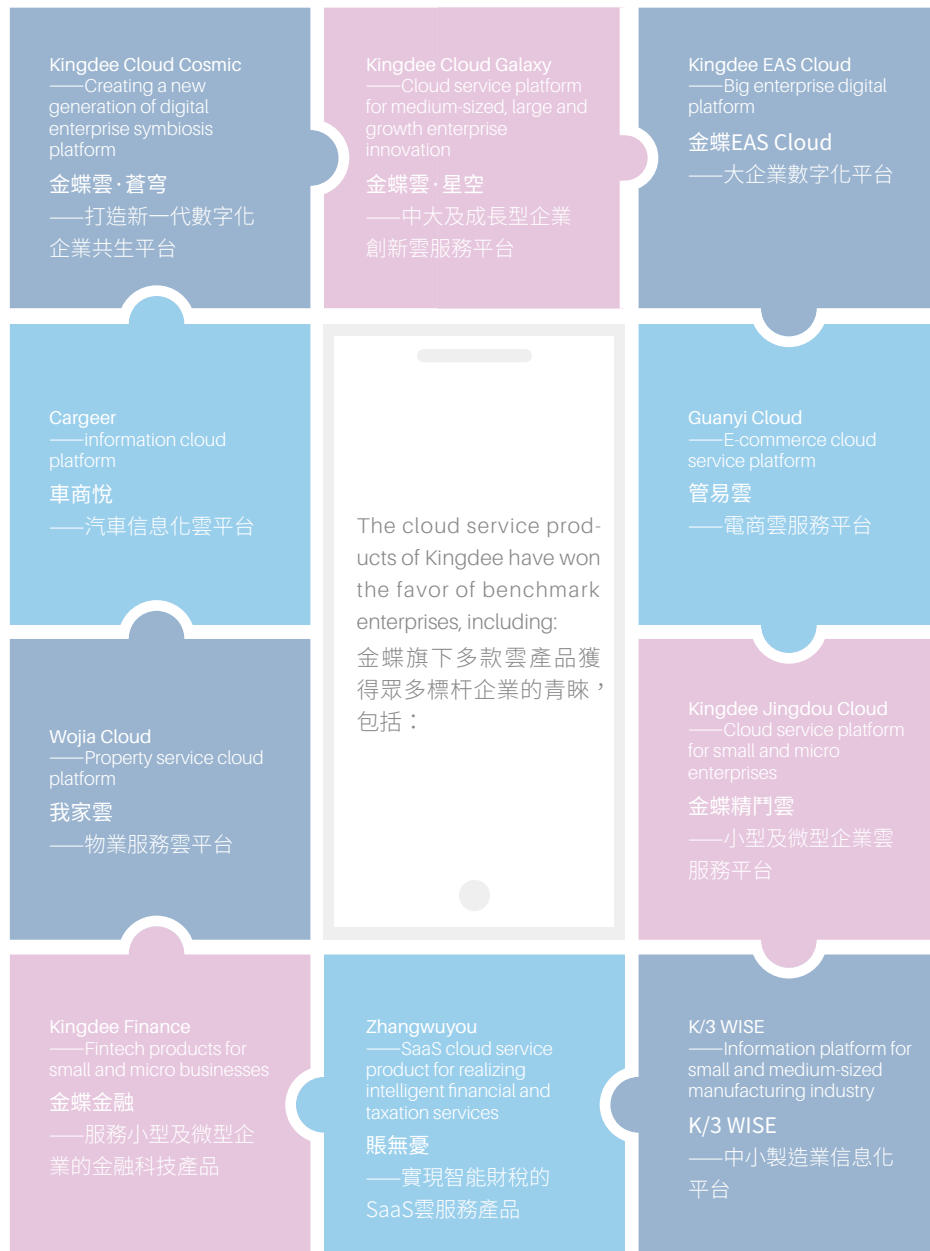 Kingdee Cloud Cosmic
——Creating a new
generation of digital
enterprise symbiosis
platform
金蝶雲·蒼穹
——打造新一代數字化
企業共生平台
Kingdee Cloud Galaxy
——Cloud service platform
for medium-sized, large and
growth enterprise
innovation
金蝶雲·星空
——中大及成長型企業
創新雲服務平台
Kingdee EAS Cloud
——Big enterprise digital
platform
金蝶EAS Cloud
——大企業數字化平台
Cargeer
——information cloud
platform
車商悅
——汽車信息化雲平台
The cloud service prod-
ucts of Kingdee have won
the favor of benchmark
enterprises, including:
金蝶旗下多款雲產品獲
得眾多標杆企業的青睞，
包括：
Guanyi Cloud
——E-commerce cloud
service platform
管易雲
——電商雲服務平台
Wojia Cloud
——Property service cloud
platform
我家雲
——物業服務雲平台
Kingdee Jingdou Cloud
——Cloud service platform
for small and micro
enterprises
金蝶精鬥雲
——小型及微型企業雲
服務平台
Kingdee Finance
——Fintech products for
small and micro businesses
金蝶金融
——服務小型及微型企
業的金融科技產品
Zhangwuyou
——SaaS cloud service
product for realizing
intelligent financial and
taxation services
賬無憂
——實現智能財稅的
SaaS雲服務產品
K/3 WISE
——Information platform for
small and medium-sized
manufacturing industry
K/3 WISE
——中小製造業信息化
平台